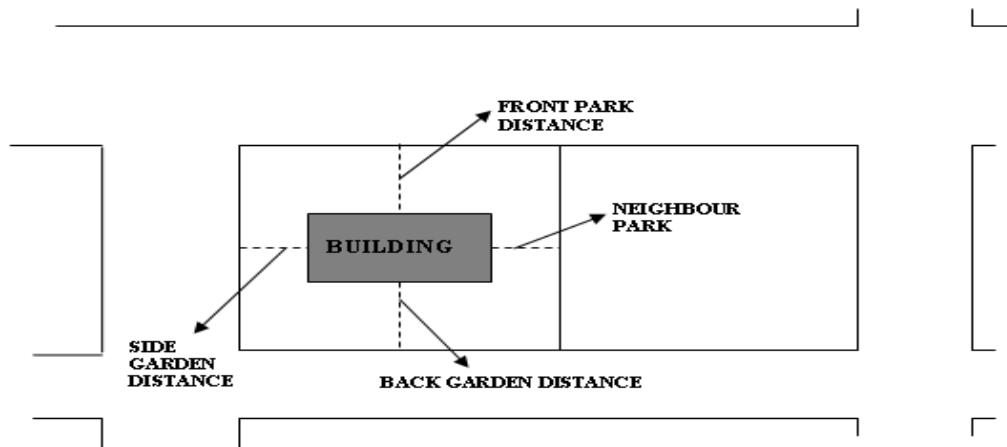 FRONT PARK
DISTANCE
NEIGHBOUR
PARK
BUILDING
SIDE
GARDEN
DISTANCE
BACK GARDEN DISTANCE